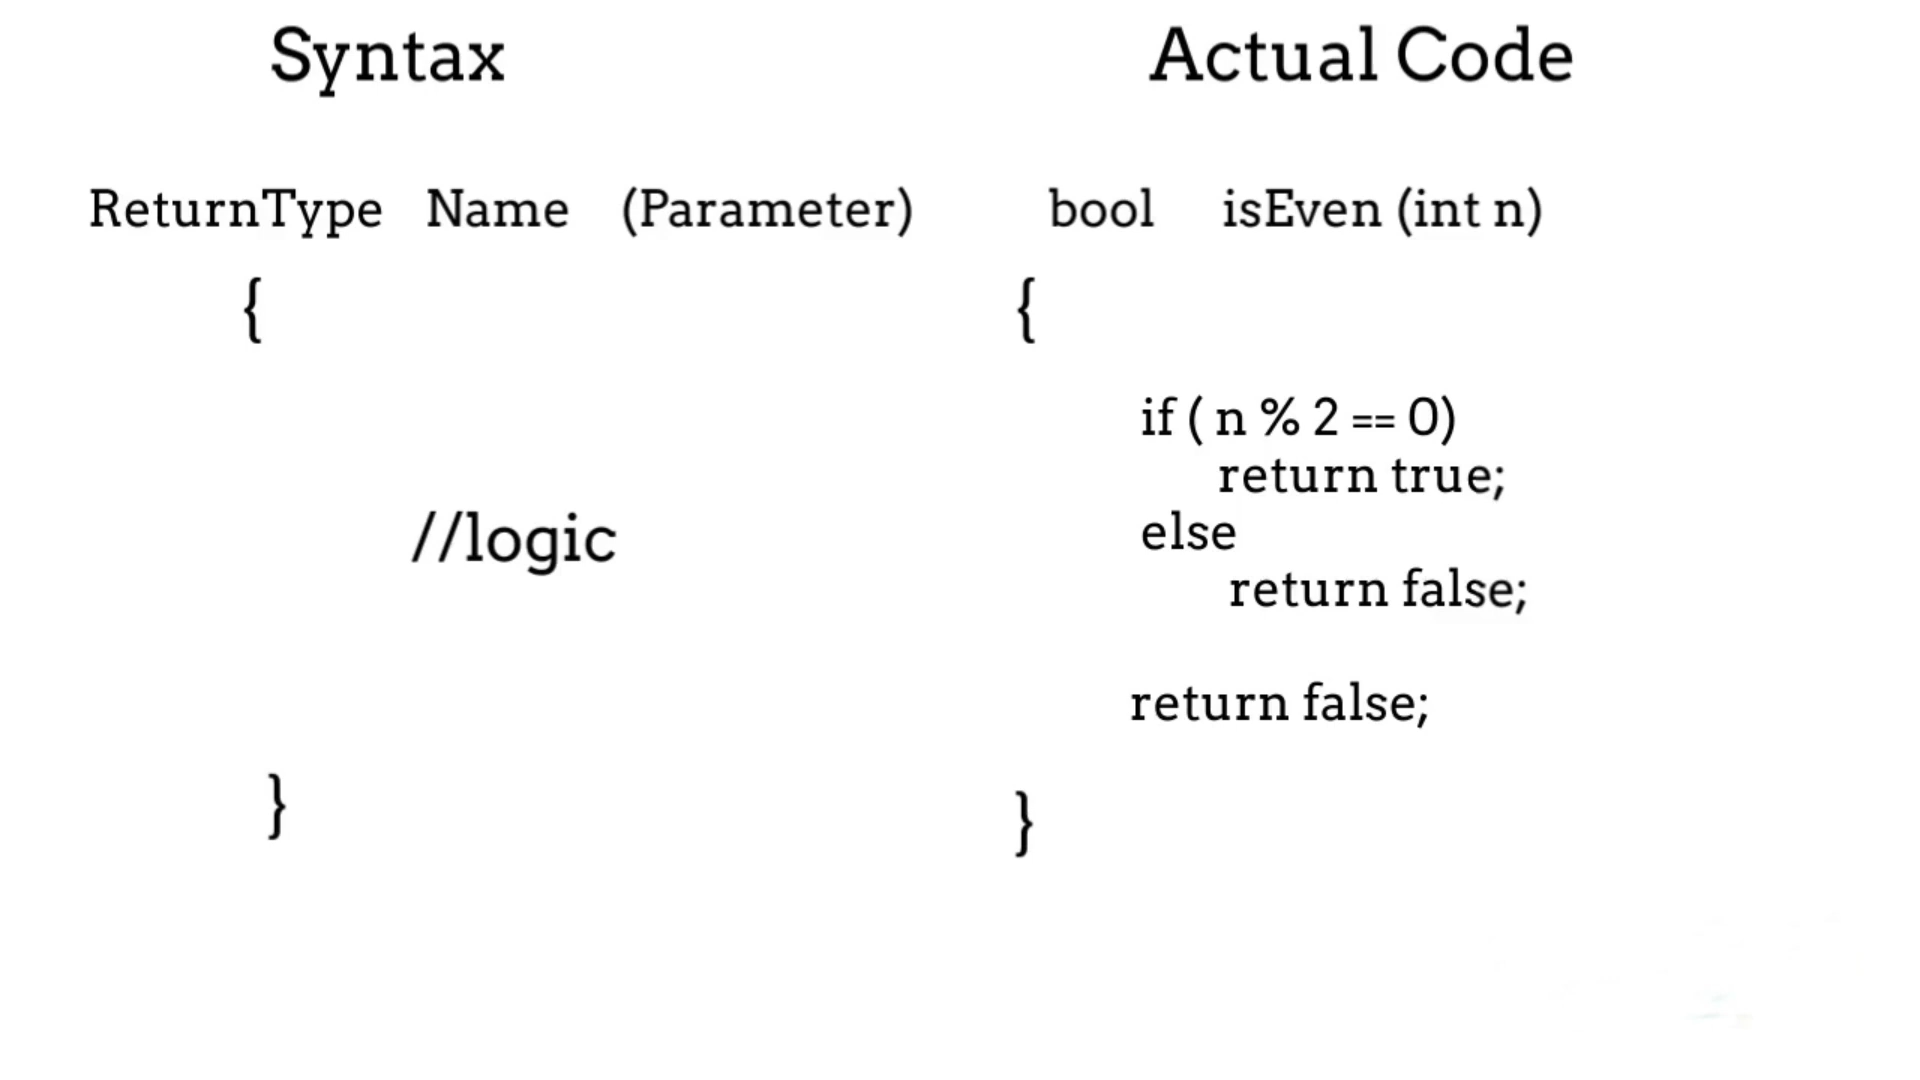 Syntax
ReturnType Name (Parameter)
{
//logic
}
Actual Code
bool isEven (int n)
{
if ( n % 2 == 0)
return true;
else
return false;
return false;
}